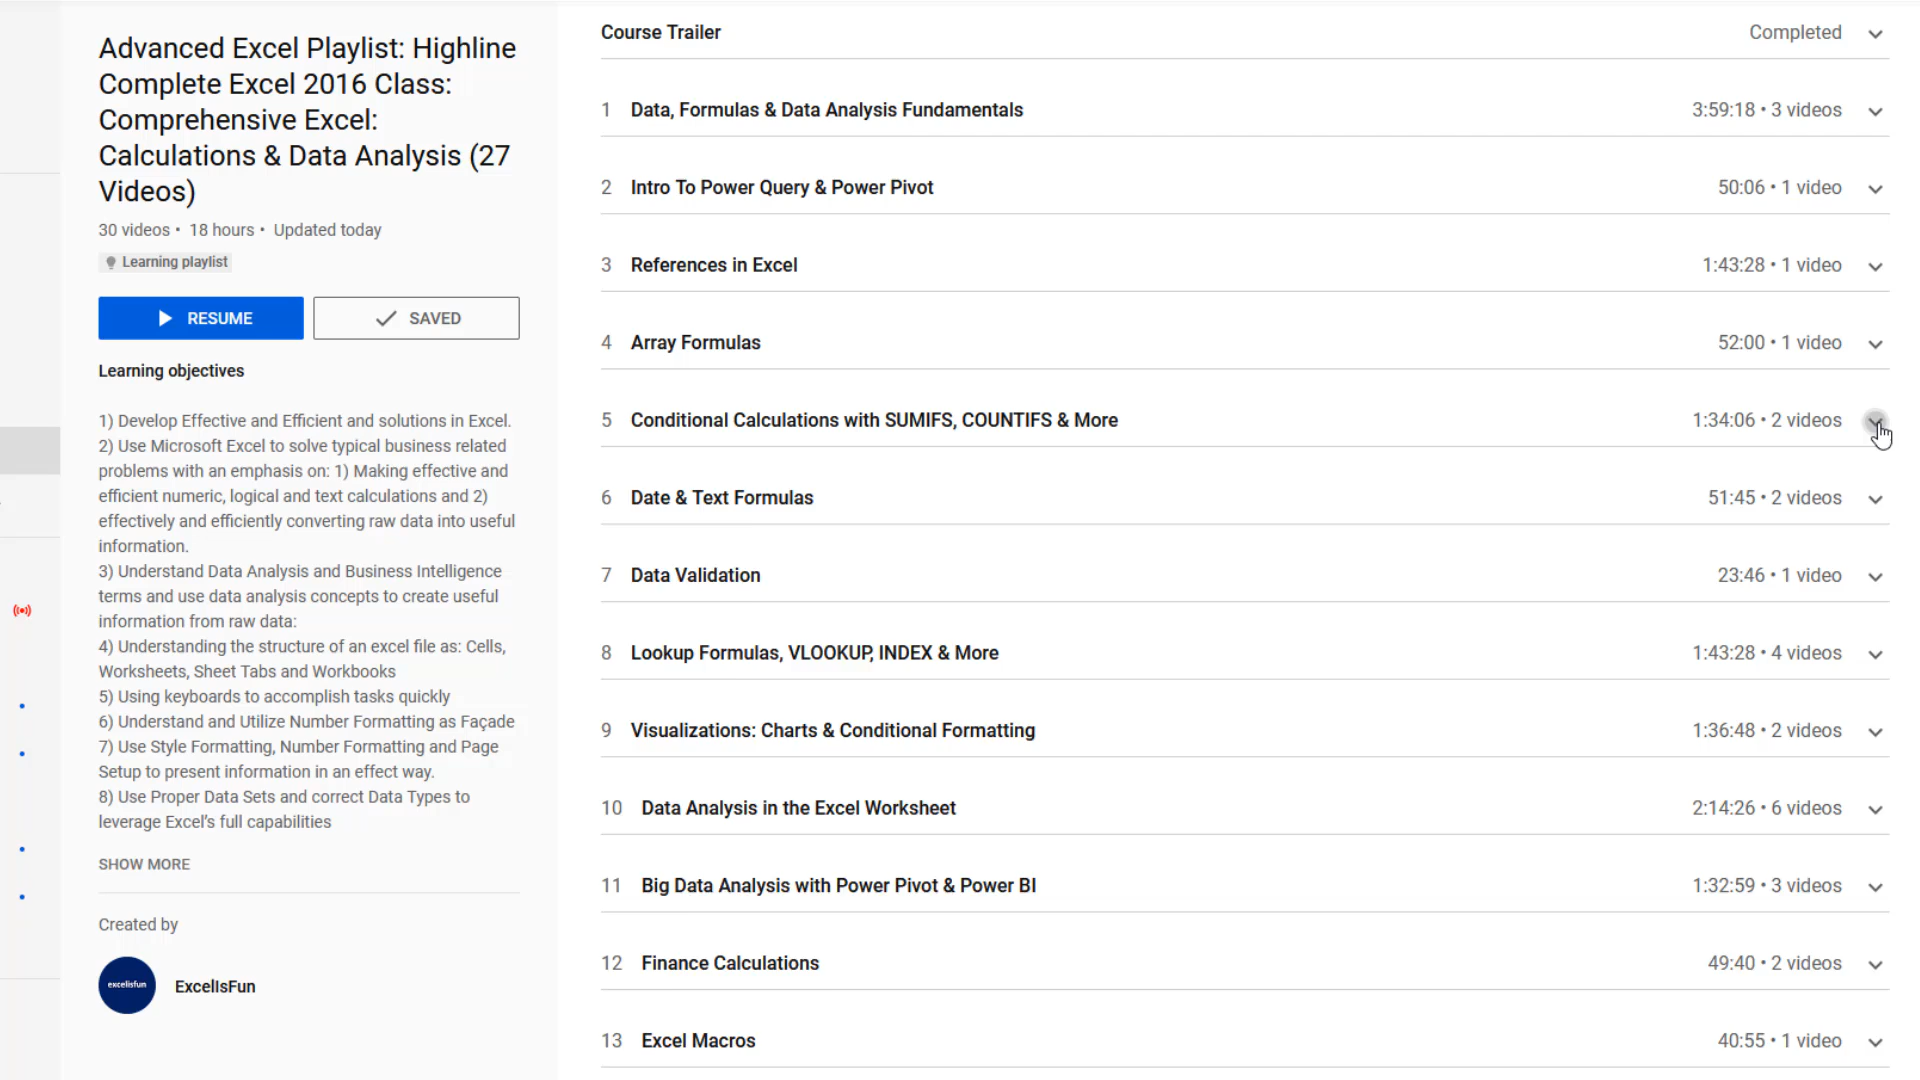 Advanced Excel Playlist: Highline
Complete Excel 2016 Class:
Comprehensive Excel:
Calculations & Data Analysis (27
Videos)
30 videos • 18 hours • Updated today
Learning playlist
RESUME
SAVED
Learning objectives
1) Develop Effective and Efficient and solutions in Excel.
2) Use Microsoft Excel to solve typical business related
problems with an emphasis on: 1) Making effective and
efficient numeric, logical and text calculations and 2)
effectively and efficiently converting raw data into useful
information.
3) Understand Data Analysis and Business Intelligence
terms and use data analysis concepts to create useful
information from raw data:
4) Understanding the structure of an excel file as: Cells,
Worksheets, Sheet Tabs and Workbooks
5) Using keyboards to accomplish tasks quickly
6) Understand and Utilize Number Formatting as Façade
7) Use Style Formatting, Number Formatting and Page
Setup to present information in an effect way.
8) Use Proper Data Sets and correct Data Types to
leverage Excel's full capabilities
SHOW MORE
Created by
excelisfun
ExcelIsFun
Course Trailer Completed
1 Data, Formulas & Data Analysis Fundamentals 3:59:18 • 3 videos
2 Intro To Power Query & Power Pivot 50:06 • 1 video
3 References in Excel 1:43:28 • 1 video
4 Array Formulas 52:00 • 1 video
5 Conditional Calculations with SUMIFS, COUNTIFS & More 1:34:06 • 2 videos
6 Date & Text Formulas 51:45 • 2 videos
7 Data Validation 23:46 • 1 video
8 Lookup Formulas, VLOOKUP, INDEX & More 1:43:28 • 4 videos
9 Visualizations: Charts & Conditional Formatting 1:36:48 • 2 videos
10 Data Analysis in the Excel Worksheet 2:14:26 • 6 videos
11 Big Data Analysis with Power Pivot & Power BI 1:32:59 • 3 videos
12 Finance Calculations 49:40 • 2 videos
13 Excel Macros 40:55 • 1 video